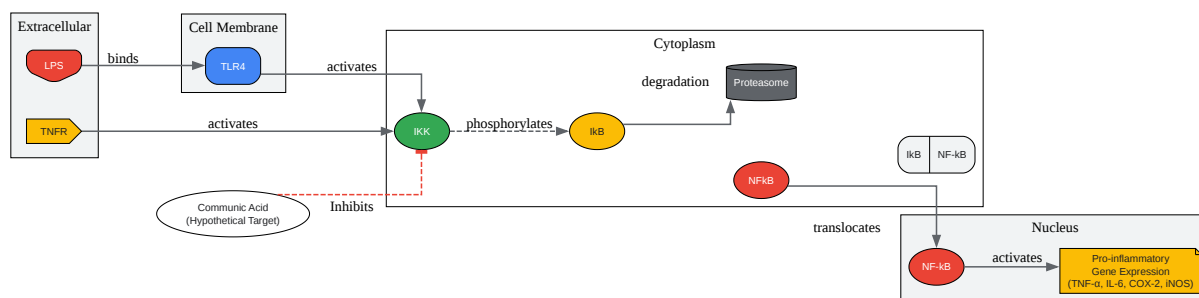 Extracellular
LPS
TNFR
binds
activates
Cell Membrane
TLR4
activates
Cytoplasm
IKK
phosphorylates
IkB
degradation
Proteasome
IkB
NF-kB
NFkB
Communic Acid
(Hypothetical Target)
Inhibits
translocates
Nucleus
NF-kB
activates
Pro-inflammatory
Gene Expression
(TNF-α, IL-6, COX-2, iNOS)